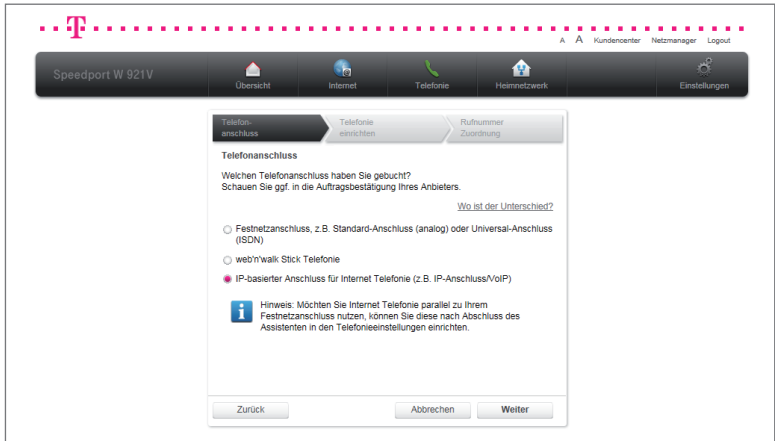 T
A A Kundencenter Netzmanager Logout
Speedport W 921V
Übersicht Internet Telefonie Heimnetzwerk Einstellungen
Telefon-
anschluss
Telefonie
einrichten
Rufnummer
Zuordnung
Telefonanschluss
Welchen Telefonanschluss haben Sie gebucht?
Schauen Sie ggf. in die Auftragsbestätigung Ihres Anbieters.
Wo ist der Unterschied?
Festnetzanschluss, z.B. Standard-Anschluss (analog) oder Universal-Anschluss
(ISDN)
web'n'walk Stick Telefonie
IP-basierter Anschluss für Internet Telefonie (z.B. IP-Anschluss/VoIP)
i
Hinweis: Möchten Sie Internet Telefonie parallel zu Ihrem
Festnetzanschluss nutzen, können Sie diese nach Abschluss des
Assistenten in den Telefonieeinstellungen einrichten.
Zurück Abbrechen Weiter